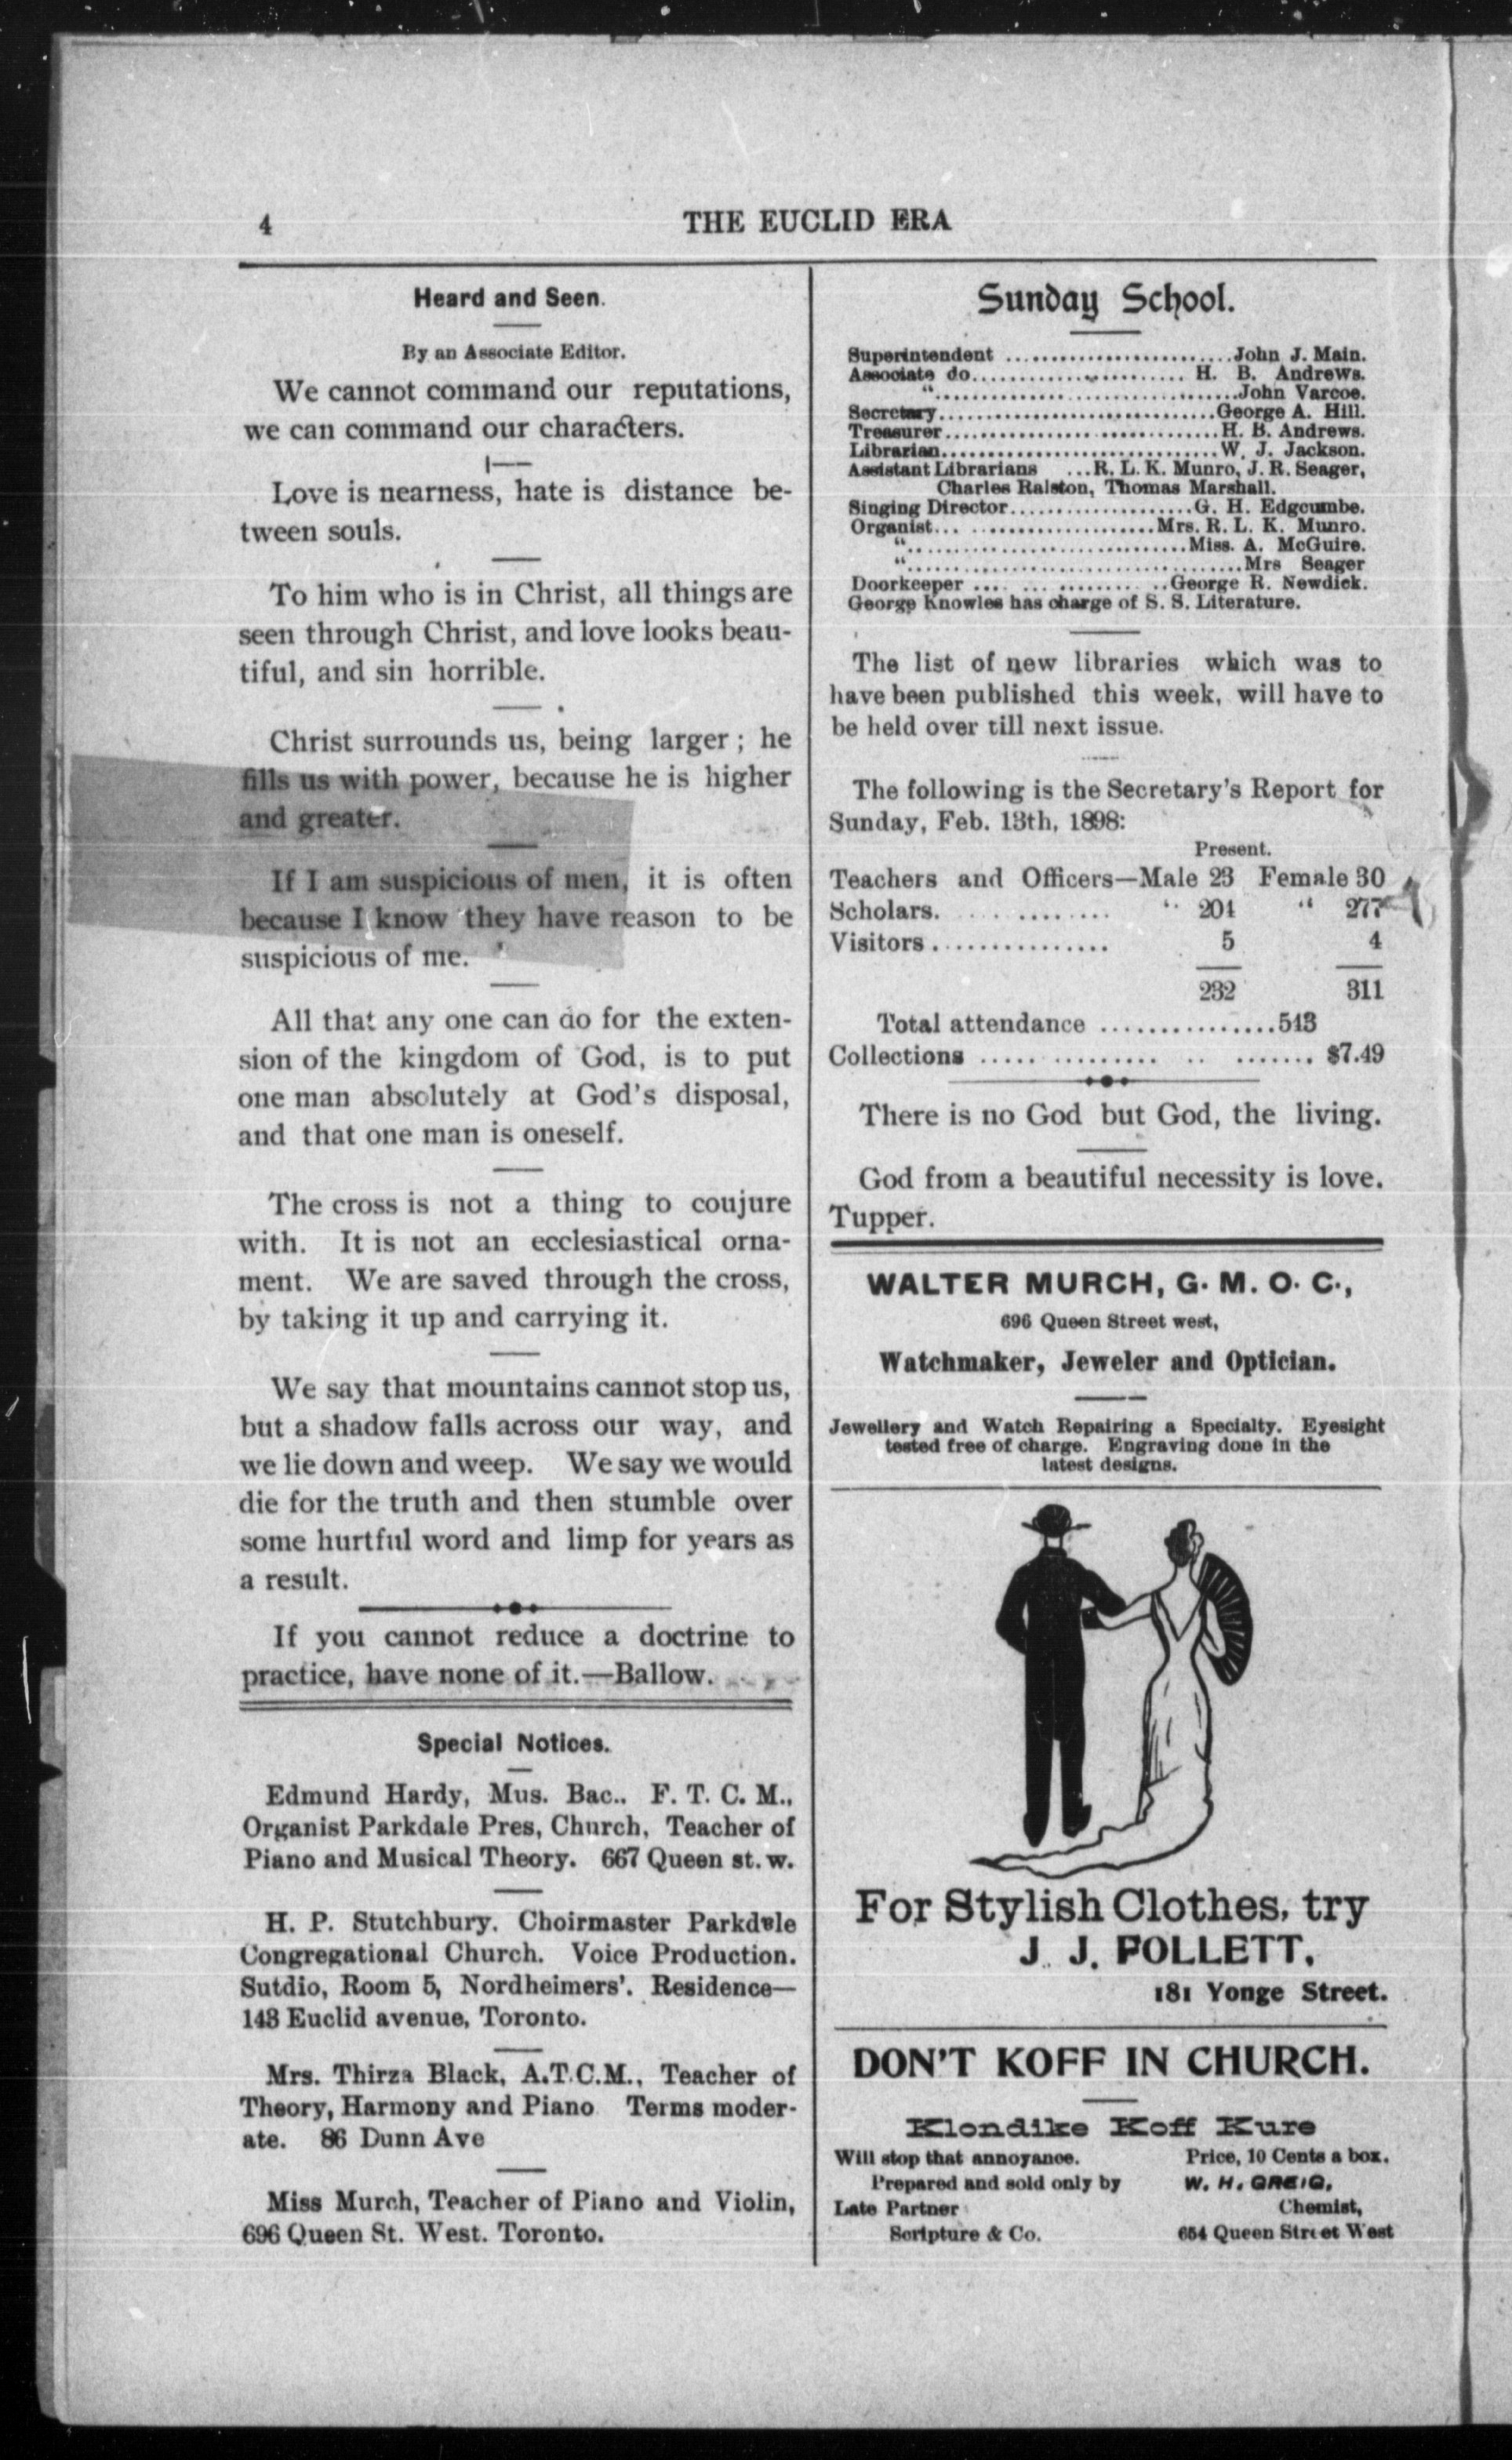 4
THE EUCLID ERA
Heard and Seen.
By an Associate Editor.
We cannot command our reputations,
we can command our characters.
Love is nearness, hate is distance be-
tween souls.
To him who is in Christ, all things are
seen through Christ, and love looks beau-
tiful, and sin horrible.
Christ surrounds us, being larger; he
fills us with power, because he is higher
and greater.
If I am suspicious of men, it is often
because I know they have reason to be
suspicious of me.
All that any one can do for the exten-
sion of the kingdom of God, is to put
one man absolutely at God's disposal,
and that one man is oneself.
The cross is not a thing to coujure
with. It is not an ecclesiastical orna-
ment. We are saved through the cross,
by taking it up and carrying it.
We say that mountains cannot stop us,
but a shadow falls across our way, and
we lie down and weep. We say we would
die for the truth and then stumble over
some hurtful word and limp for years as
a result.
If you cannot reduce a doctrine to
practice, have none of it.—Ballow.
Special Notices.
Edmund Hardy, Mus. Bac.. F. T. C. M.,
Organist Parkdale Pres, Church, Teacher of
Piano and Musical Theory. 667 Queen st. w.
H. P. Stutchbury. Choirmaster Parkdale
Congregational Church. Voice Production.
Sutdio, Room 5, Nordheimers'. Residence—
148 Euclid avenue, Toronto.
Mrs. Thirza Black, A.T.C.M., Teacher of
Theory, Harmony and Piano Terms moder-
ate. 86 Dunn Ave
Miss Murch, Teacher of Piano and Violin,
696 Queen St. West. Toronto.
Sunday School.
Superintendent ........................John J. Main.
Associate do....................... H. B. Andrews.
"..................................John Varcoe.
Secretary..............................George A. Hill.
Treasurer.............................H. B. Andrews.
Librarian..............................W. J. Jackson.
Assistant Librarians ...R. L. K. Munro, J. R. Seager,
Charles Ralston, Thomas Marshall.
Singing Director....................G. H. Edgcumbe.
Organist... ....................Mrs. R. L. K. Munro.
"..............................Miss. A. McGuire.
"....................................Mrs Seager
Doorkeeper .... ... ........... ..George R. Newdick.
George Knowles has charge of S. S. Literature.
The list of new libraries which was to
have been published this week, will have to
be held over till next issue.
The following is the Secretary's Report for
Sunday, Feb. 13th, 1898:
Present.
Teachers and Officers—Male 23 Female 30
Scholars. . . ........ " 204 " 277
Visitors ............... 5 4
232 311
Total attendance ...............543
Collections ..... ............. .. ....... $7.49
There is no God but God, the living.
God from a beautiful necessity is love.
Tupper.
WALTER MURCH, G. M. O. C.,
696 Queen Street west,
Watchmaker, Jeweler and Optician.
Jewellery and Watch Repairing a Specialty. Eyesight
tested free of charge. Engraving done in the
latest designs.
For Stylish Clothes, try
J. J. FOLLETT,
181 Yonge Street.
DON'T KOFF IN CHURCH.
Klondike Koff Kure
Will stop that annoyance. Price, 10 Cents a box.
Prepared and sold only by W. H. GREIG,
Late Partner Chemist,
Scripture & Co. 654 Queen Street West